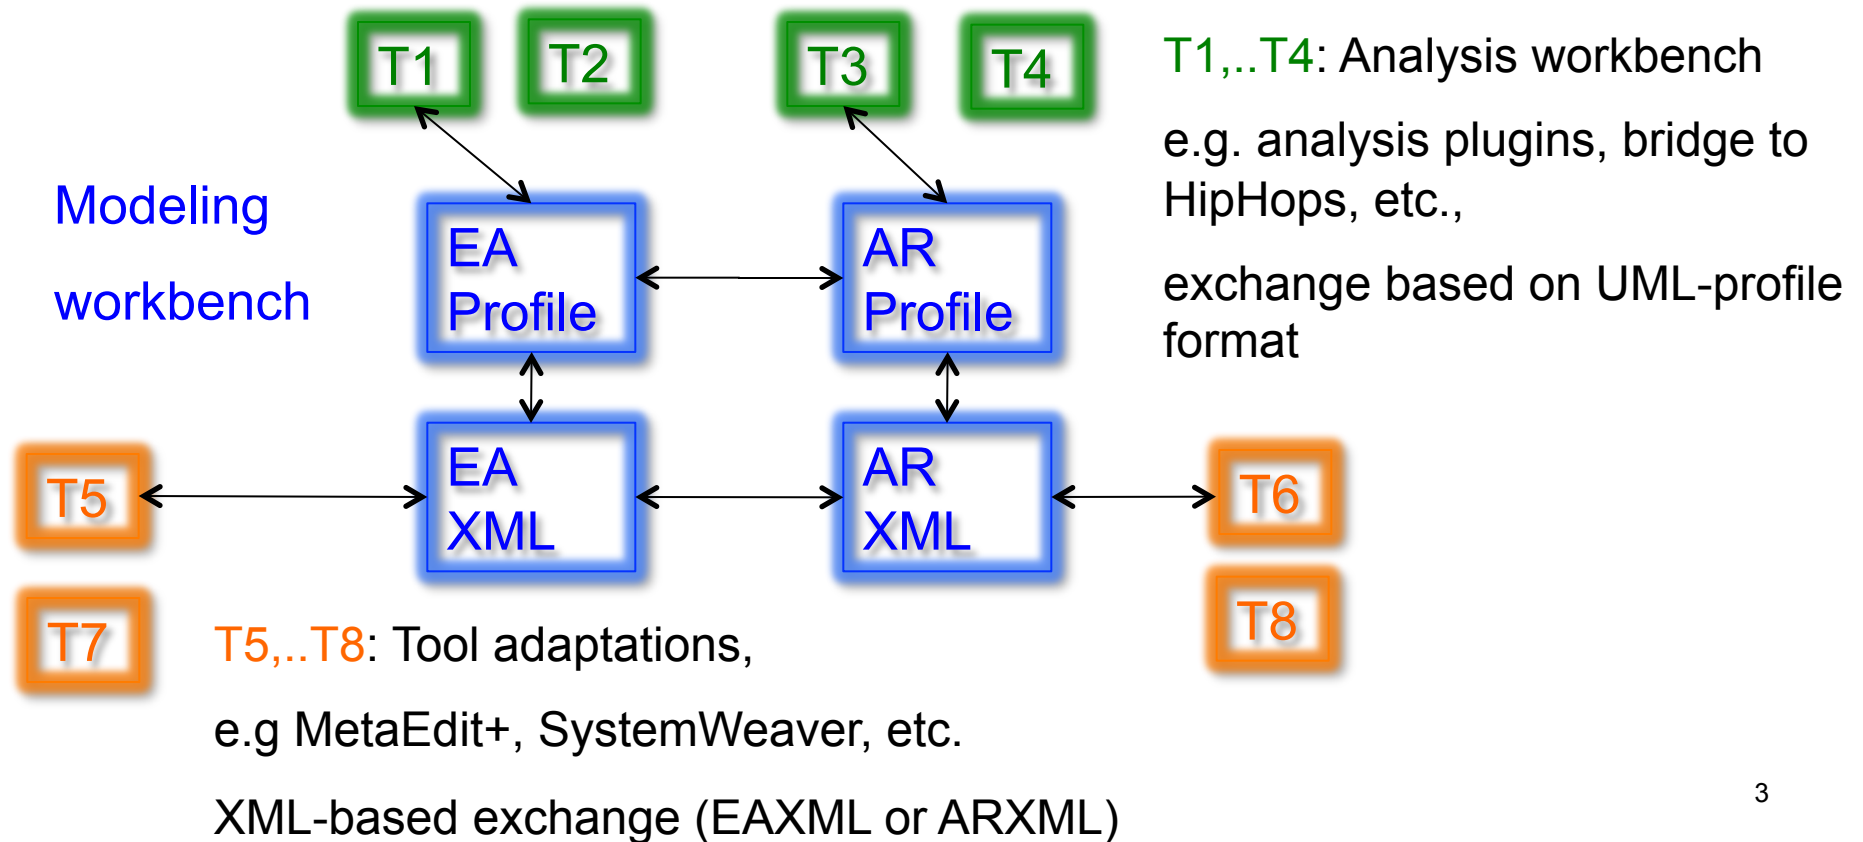 T1
T2
T3
T4
T1,..T4: Analysis workbench
e.g. analysis plugins, bridge to
HipHops, etc.,
exchange based on UML-profile
format
Modeling
workbench
EA
Profile
AR
Profile
EA
XML
AR
XML
T5
T6
T7
T8
T5,..T8: Tool adaptations,
e.g MetaEdit+, SystemWeaver, etc.
XML-based exchange (EAXML or ARXML)
3